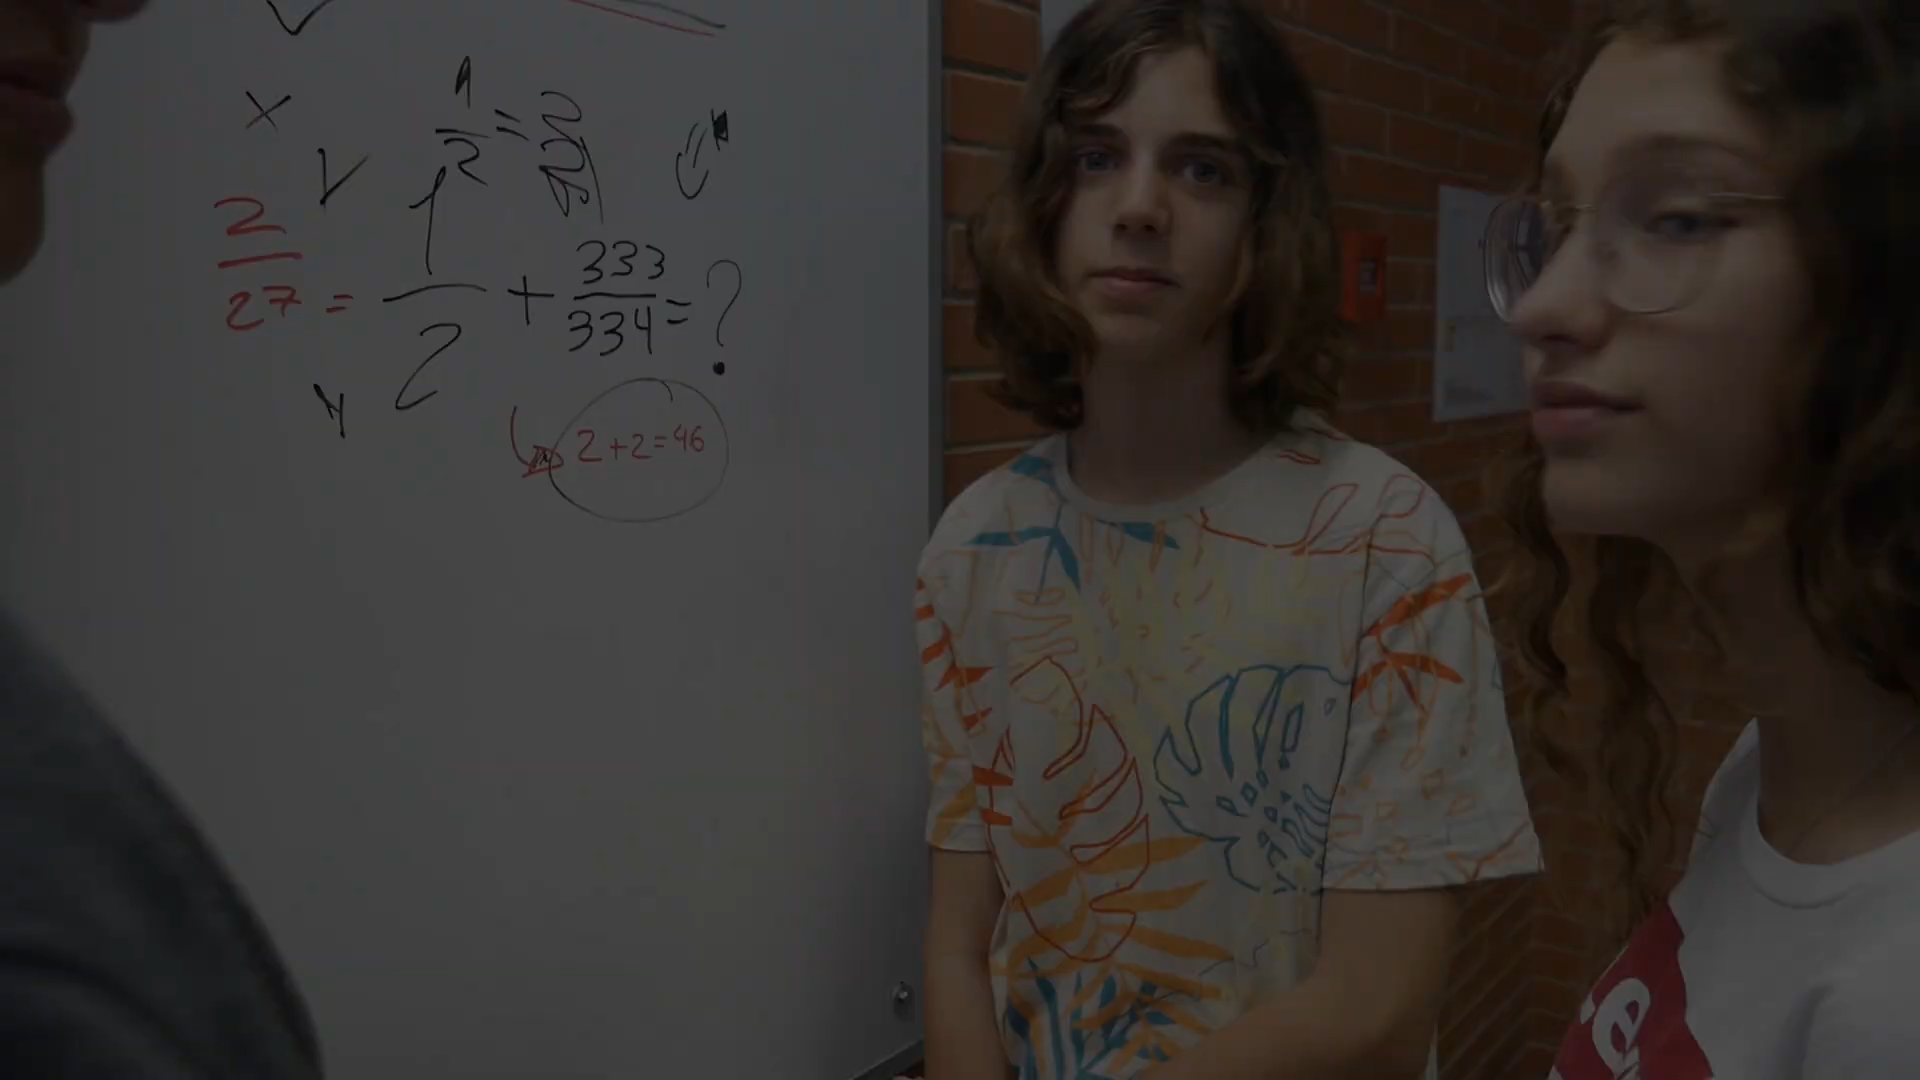 1/2 =
2/27 = 1/2 + 333/334 = ?
2+2=46
e